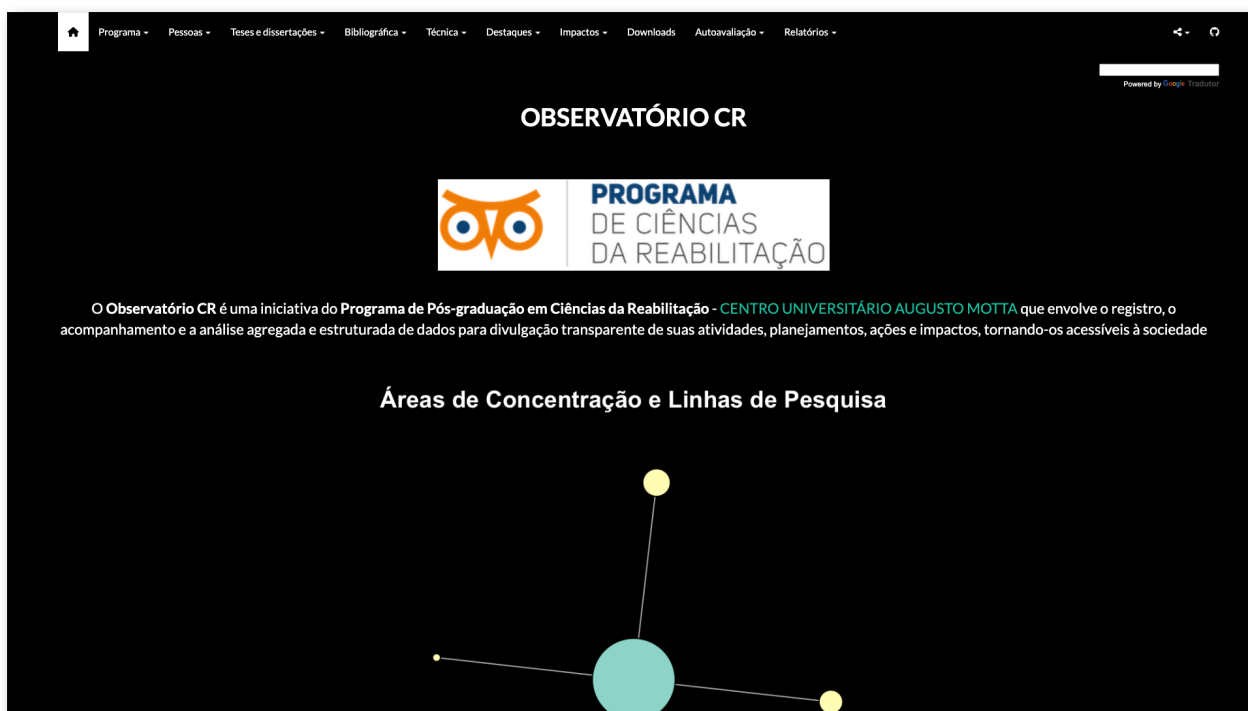 Programa Pessoas Teses e dissertações Bibliográfica Técnica Destaques Impactos Downloads Autoavaliação Relatórios
Powered by Google Tradutor
OBSERVATÓRIO CR
PROGRAMA
DE CIÊNCIAS
DA REABILITAÇÃO
O Observatório CR é uma iniciativa do Programa de Pós-graduação em Ciências da Reabilitação - CENTRO UNIVERSITÁRIO AUGUSTO MOTTA que envolve o registro, o
acompanhamento e a análise agregada e estruturada de dados para divulgação transparente de suas atividades, planejamentos, ações e impactos, tornando-os acessíveis à sociedade
Áreas de Concentração e Linhas de Pesquisa